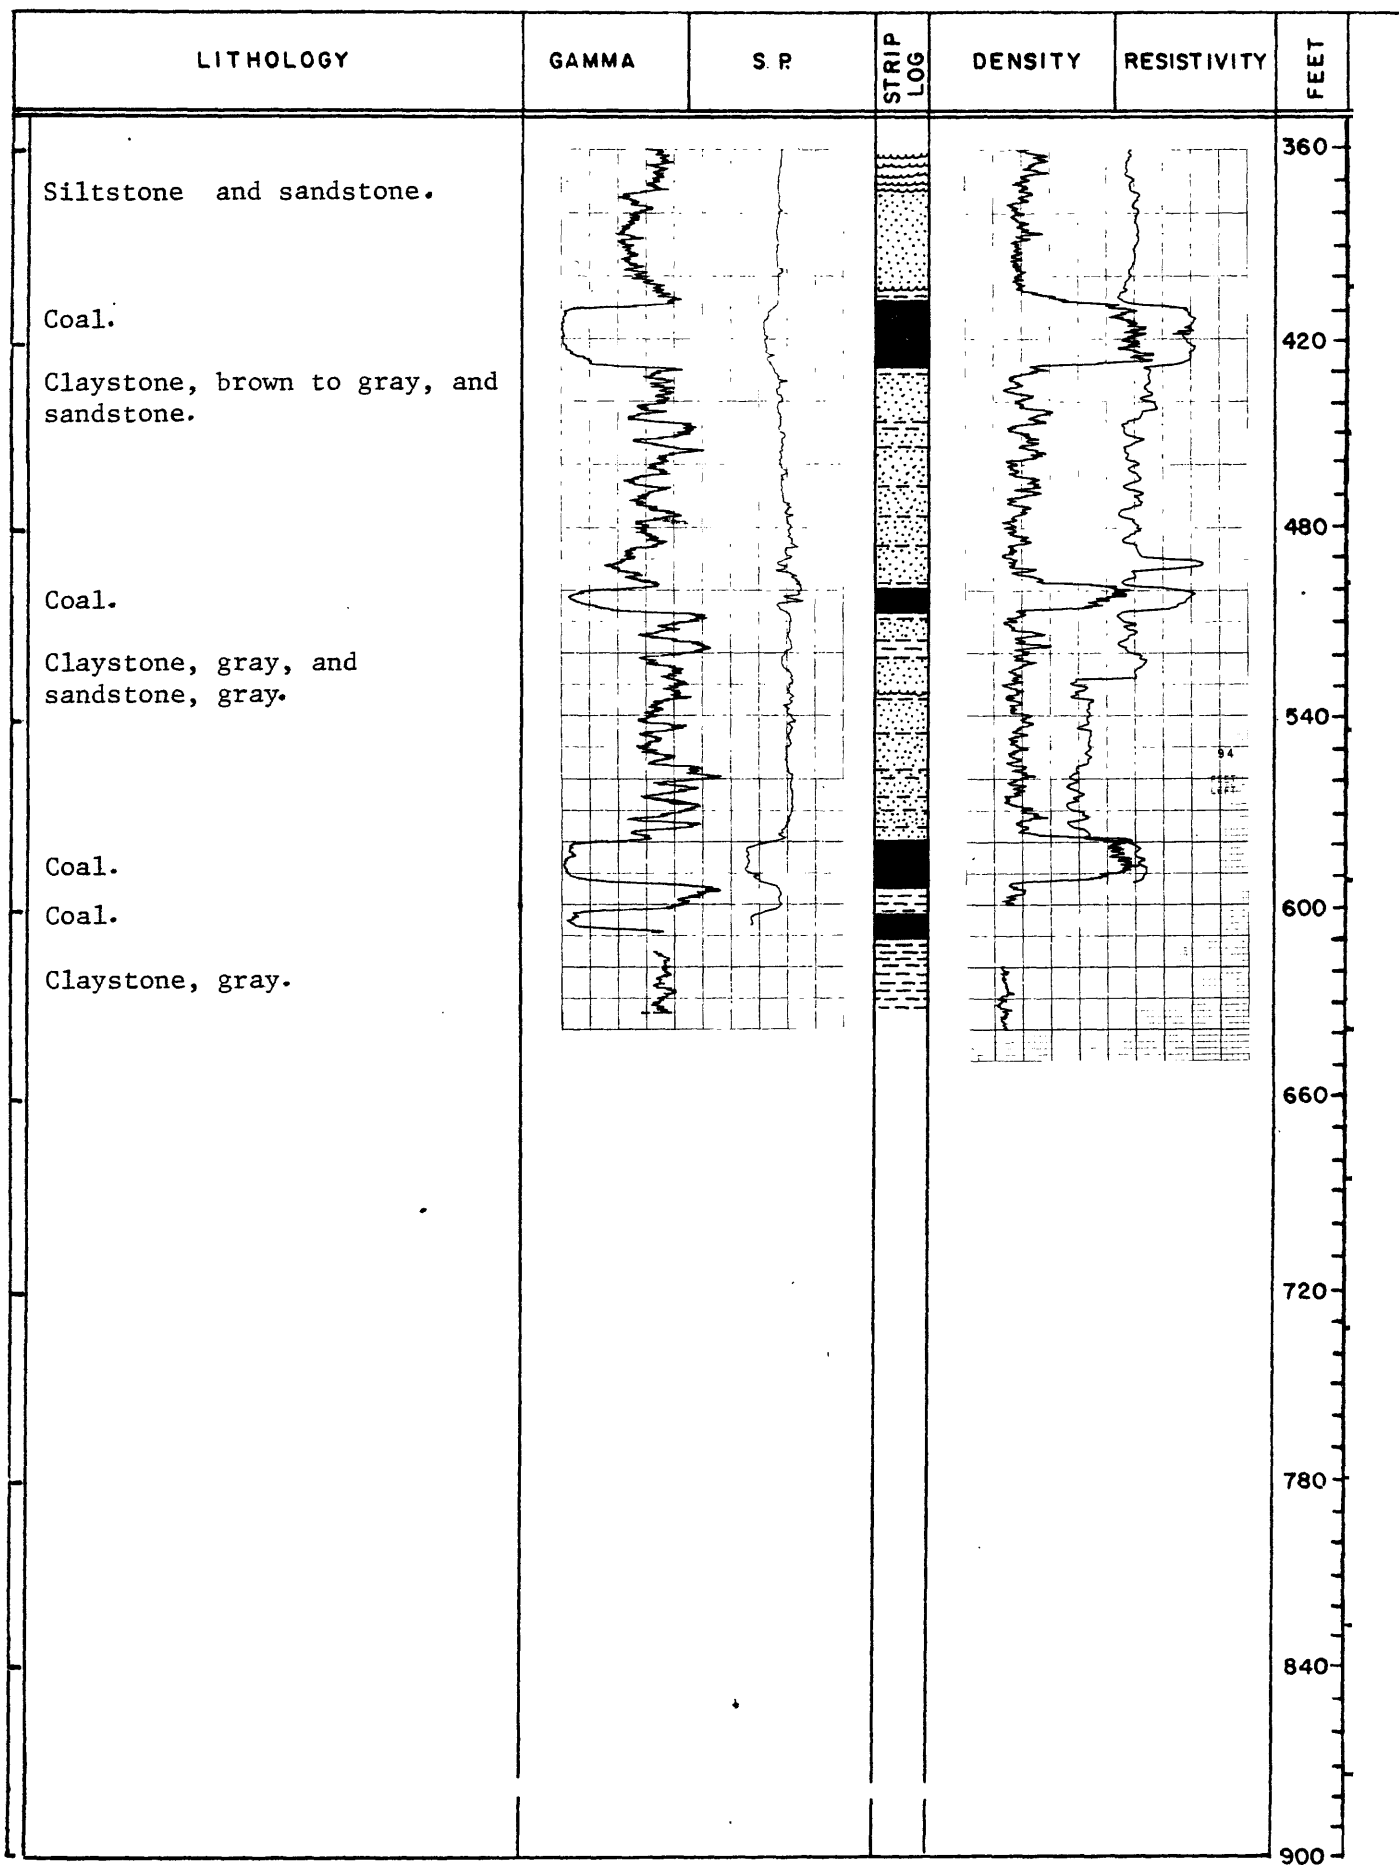 LITHOLOGY GAMMA S.P. STRIP LOG DENSITY RESISTIVITY FEET
360
Siltstone and sandstone.
Coal.
420
Claystone, brown to gray, and
sandstone.
480
Coal.
Claystone, gray, and
sandstone, gray.
540
94
FEET
LEFT
Coal.
600
Coal.
Claystone, gray.
660
720
780
840
900